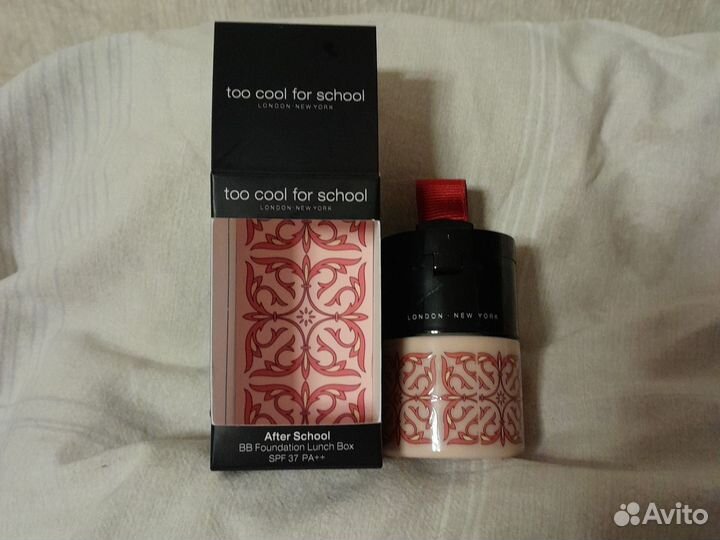 too cool for school
LONDON · NEW YORK
too cool for school
LONDON · NEW YORK
After School
BB Foundation Lunch Box
SPF 37 PA++
LONDON · NEW YORK
Avito